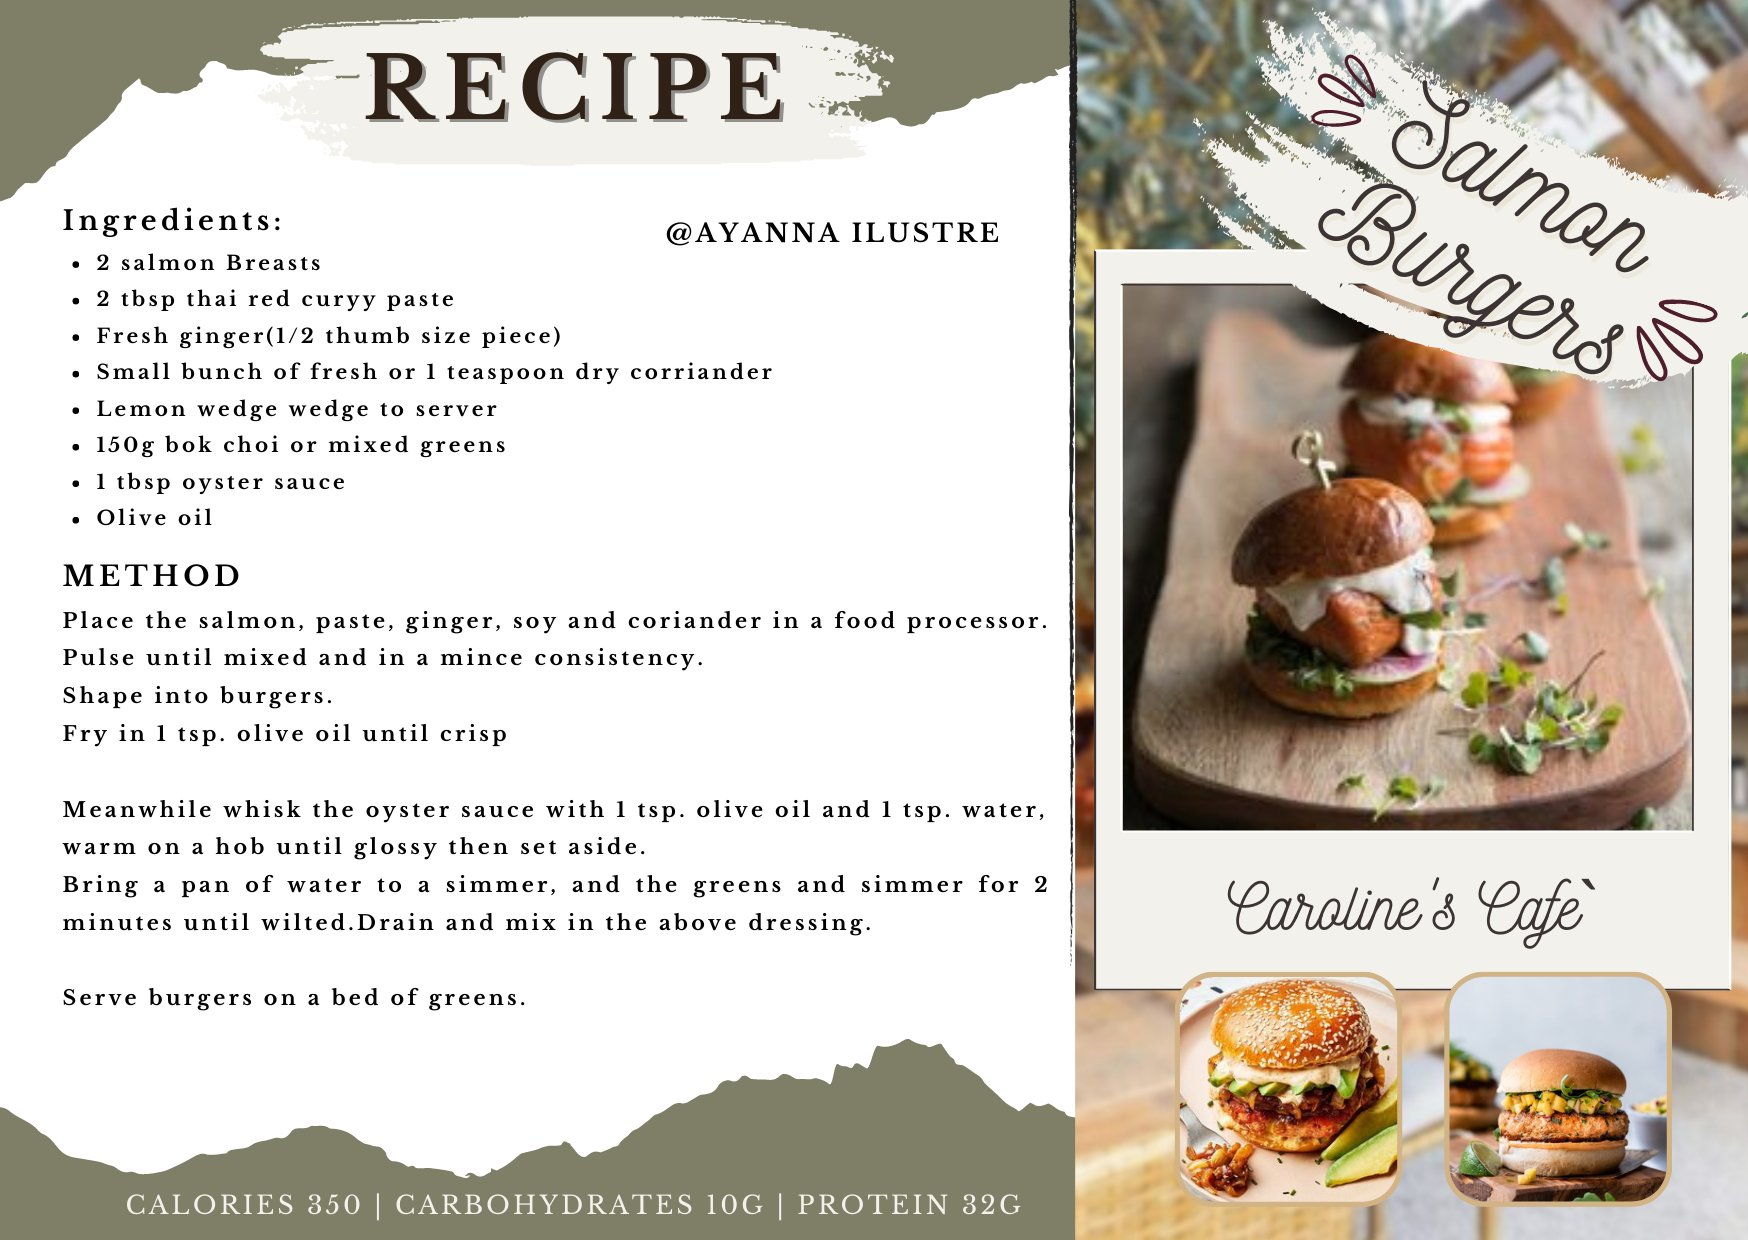 RECIPE
Ingredients:
@AYANNA ILUSTRE
2 salmon Breasts
2 tbsp thai red curyy paste
Fresh ginger(1/2 thumb size piece)
Small bunch of fresh or 1 teaspoon dry corriander
Lemon wedge wedge to server
150g bok choi or mixed greens
1 tbsp oyster sauce
Olive oil
METHOD
Place the salmon, paste, ginger, soy and coriander in a food processor.
Pulse until mixed and in a mince consistency.
Shape into burgers.
Fry in 1 tsp. olive oil until crisp
Meanwhile whisk the oyster sauce with 1 tsp. olive oil and 1 tsp. water,
warm on a hob until glossy then set aside.
Bring a pan of water to a simmer, and the greens and simmer for 2
minutes until wilted.Drain and mix in the above dressing.
Serve burgers on a bed of greens.
CALORIES 350 | CARBOHYDRATES 10G | PROTEIN 32G
Salmon
Burgers
Caroline's Cafe`